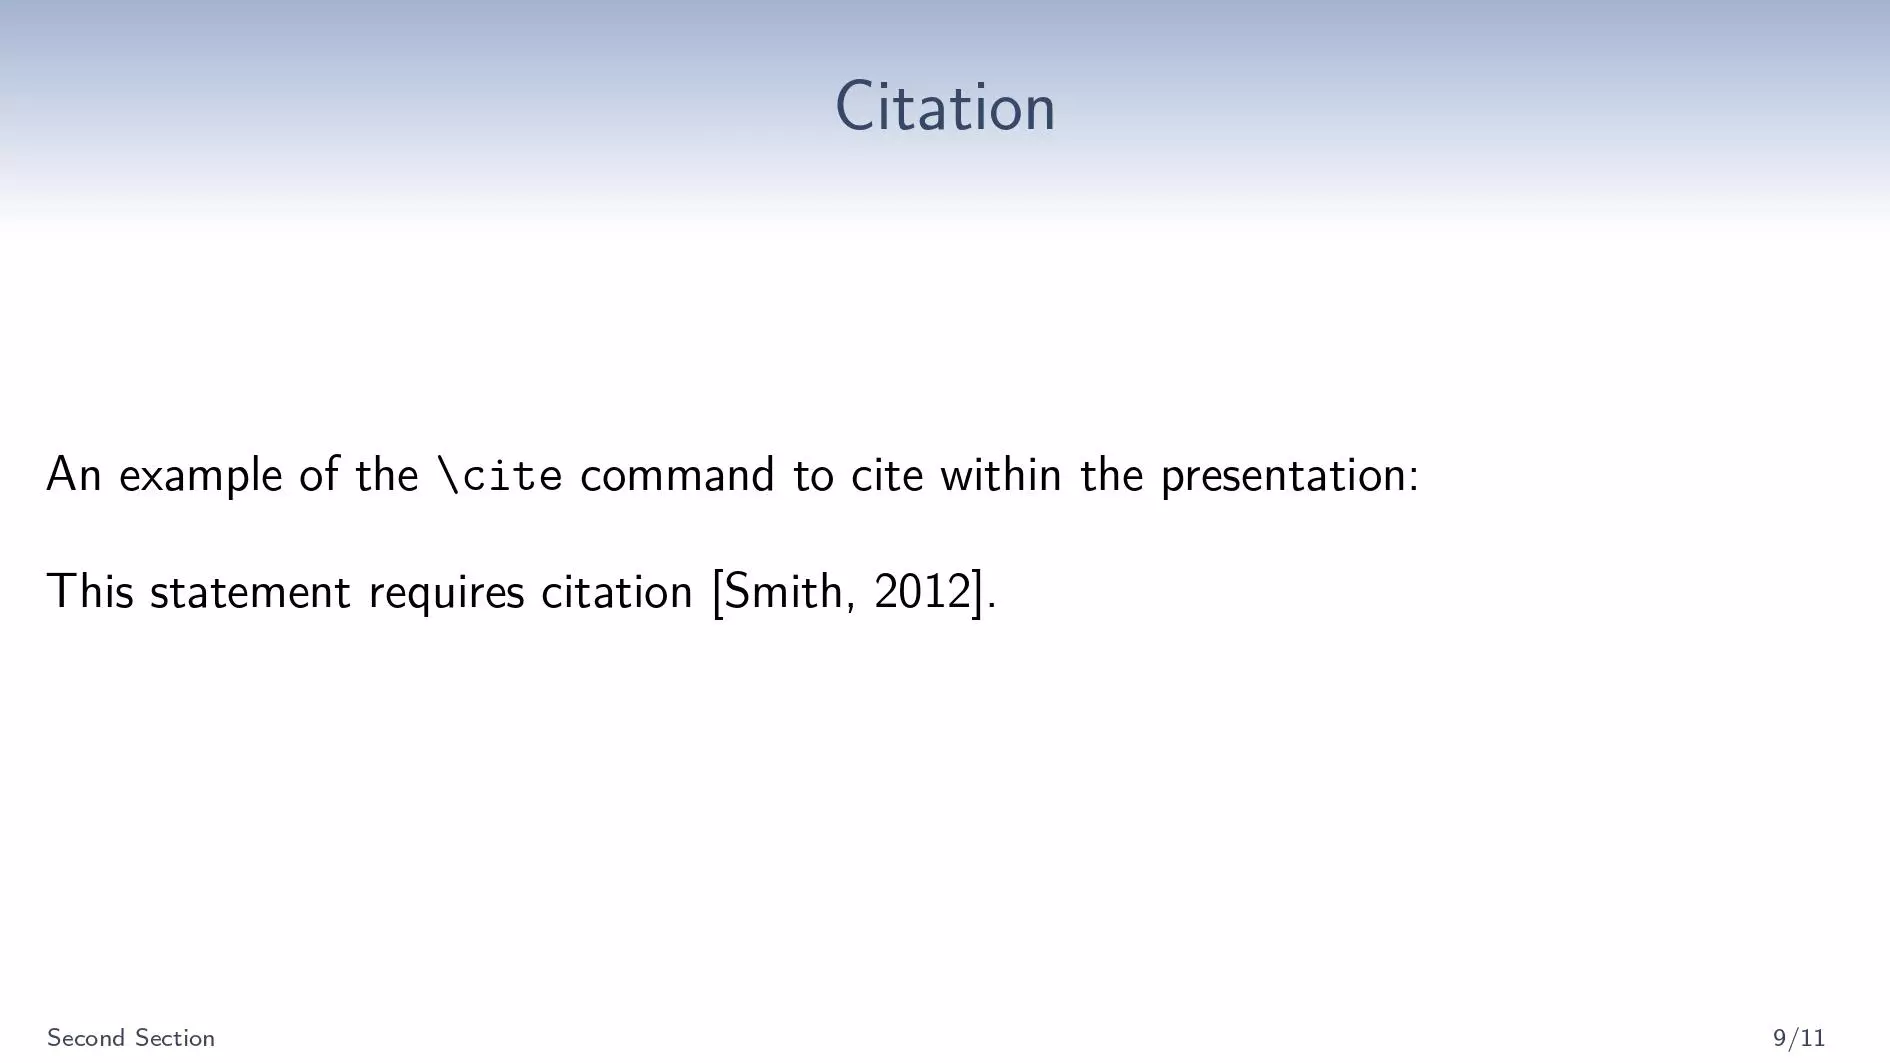 Citation
An example of the \cite command to cite within the presentation:
This statement requires citation [Smith, 2012].
Second Section
9/11